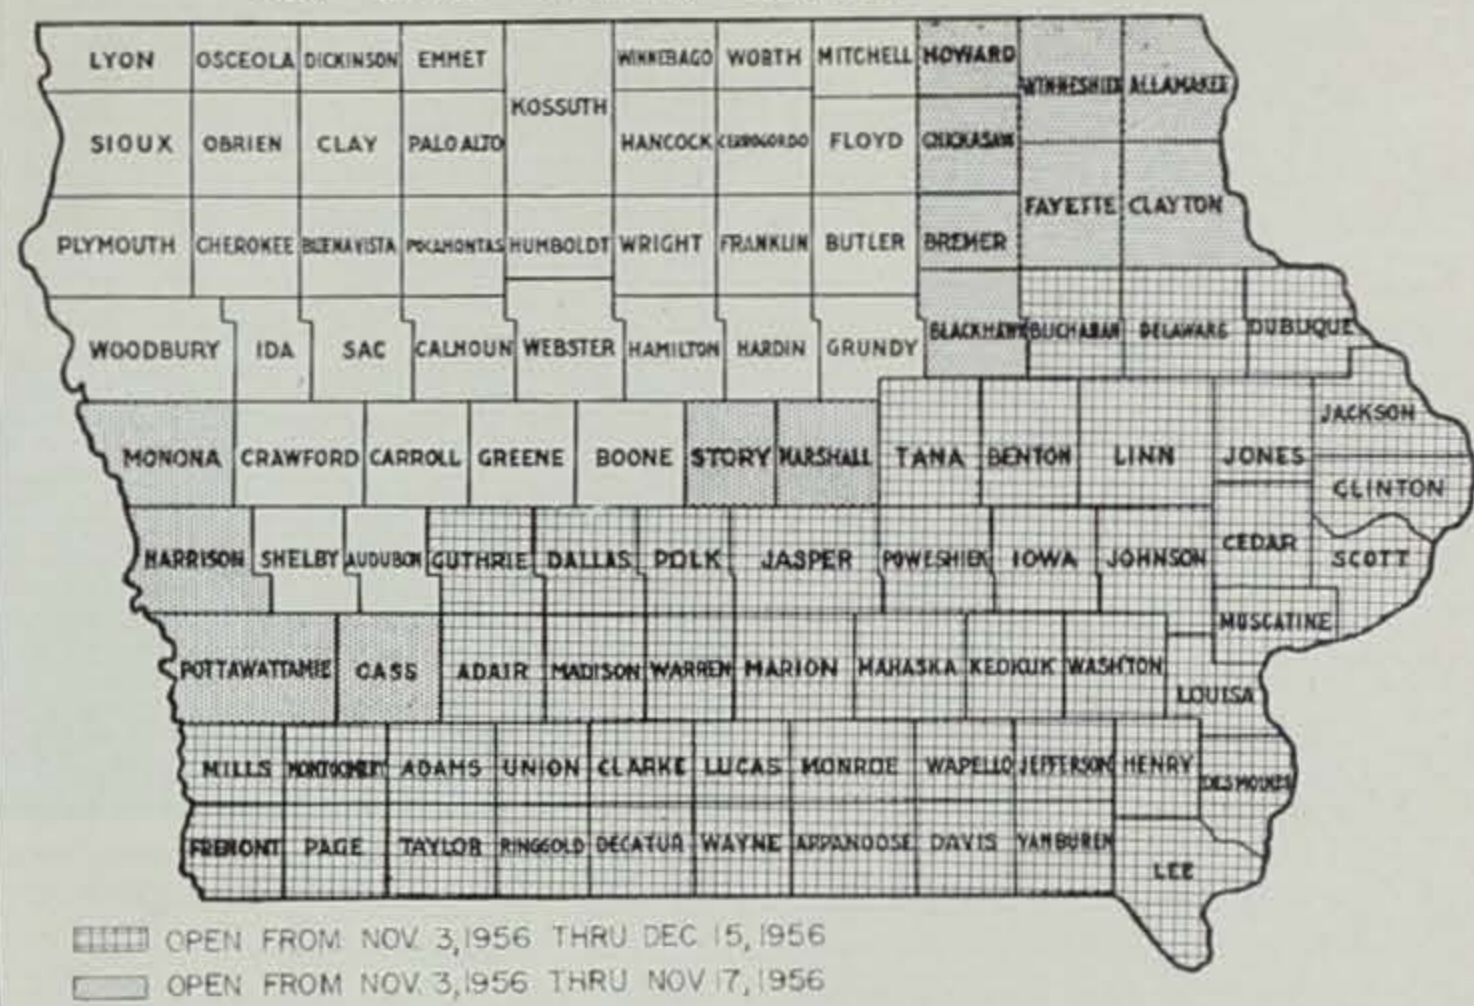 LYON OSCEOLA DICKINSON EMMET KOSSUTH WINNEBAGO WORTH MITCHELL HOWARD WINNESHIEK ALLAMAKEE
SIOUX OBRIEN CLAY PALO ALTO HANCOCK CERROGORDO FLOYD CHICKASAW
FAYETTE CLAYTON
PLYMOUTH CHEROKEE BUENAVISTA POCAHONTAS HUMBOLDT WRIGHT FRANKLIN BUTLER BREMER
WOODBURY IDA SAC CALHOUN WEBSTER HAMILTON HARDIN GRUNDY BLACKHAWK BUCHANAN DELAWARE DUBUQUE
JACKSON
MONONA CRAWFORD CARROLL GREENE BOONE STORY MARSHALL TAMA BENTON LINN JONES
CLINTON
HARRISON SHELBY AUDUBON GUTHRIE DALLAS POLK JASPER POWESHIEK IOWA JOHNSON CEDAR SCOTT
MUSCATINE
POTTAWATTAMIE CASS ADAIR MADISON WARREN MARION MAHASKA KEOKUK WASH'TON
LOUISA
MILLS MONTGOMERY ADAMS UNION CLARKE LUCAS MONROE WAPELLO JEFFERSON HENRY DES MOINES
FREMONT PAGE TAYLOR RINGGOLD DECATUR WAYNE APPANOOSE DAVIS VAN BUREN
LEE
OPEN FROM NOV. 3, 1956 THRU DEC 15, 1956
OPEN FROM NOV. 3, 1956 THRU NOV 17, 1956